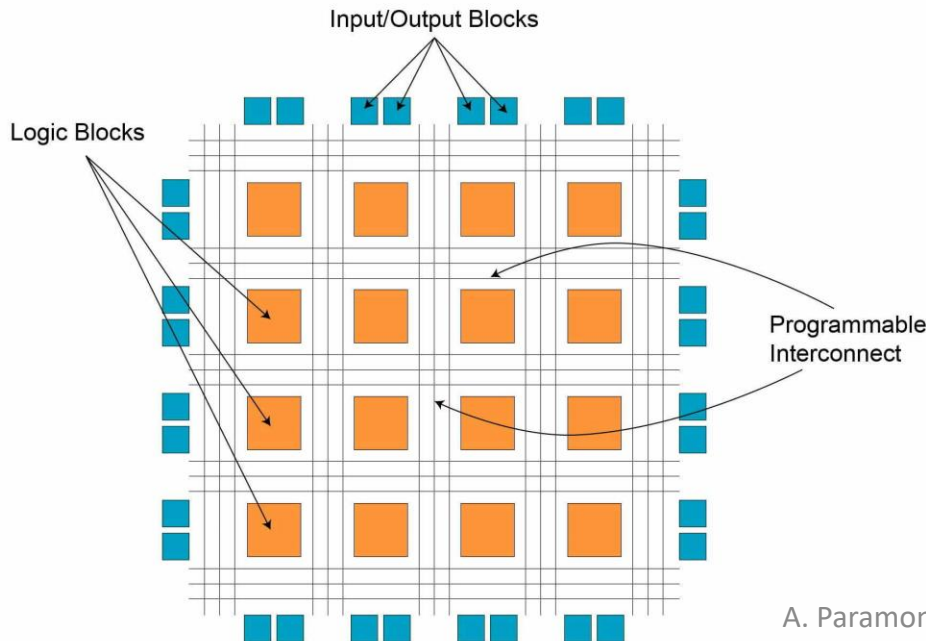 Input/Output Blocks
Logic Blocks
Programmable
Interconnect
A. Paramor